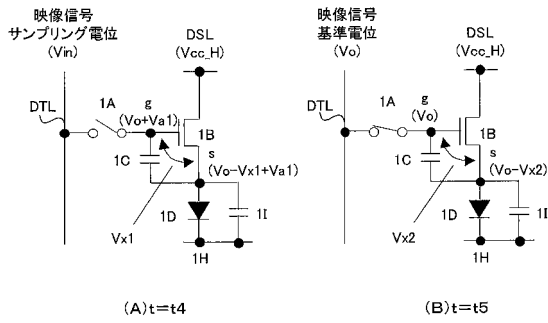 映像信号
サンプリング電位
(Vin)
DSL
(Vcc_H)
DTL
1A
g
(Vo+Va1)
1B
1C
s
(Vo-Vx1+Va1)
1D
1I
Vx1
1H
(A)t=t4
映像信号
基準電位
(Vo)
DSL
(Vcc_H)
DTL
1A
g
(Vo)
1B
1C
s
(Vo-Vx2)
1D
1I
Vx2
1H
(B)t=t5